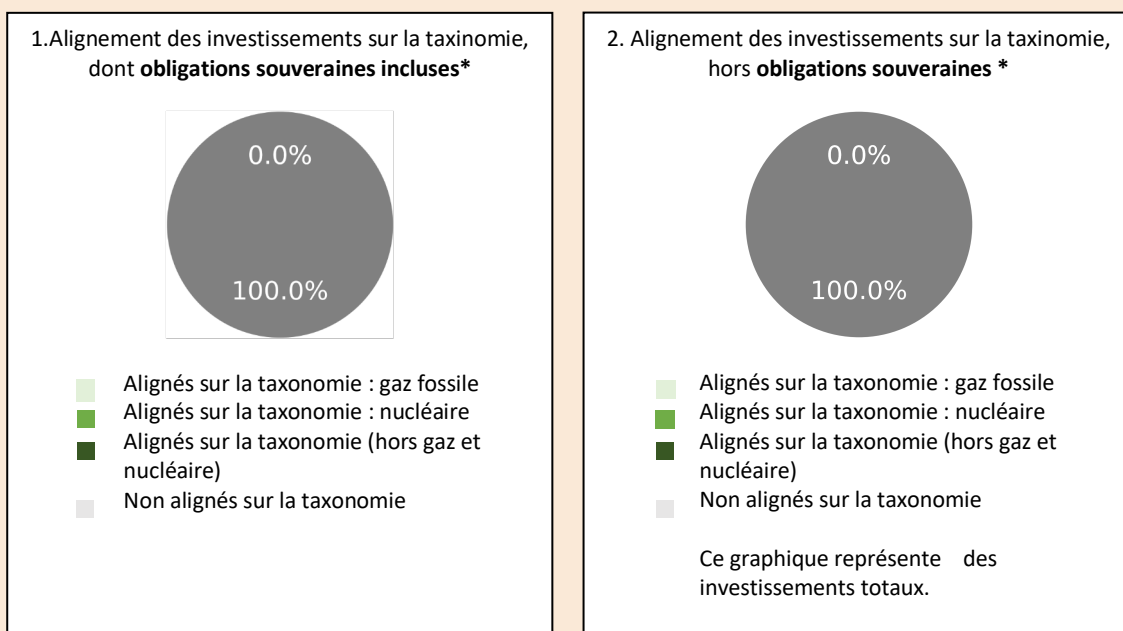 1.Alignement des investissements sur la taxinomie,
dont obligations souveraines incluses*
0.0%
100.0%
Alignés sur la taxonomie : gaz fossile
Alignés sur la taxonomie : nucléaire
Alignés sur la taxonomie (hors gaz et
nucléaire)
Non alignés sur la taxonomie
2. Alignement des investissements sur la taxinomie,
hors obligations souveraines *
0.0%
100.0%
Alignés sur la taxonomie : gaz fossile
Alignés sur la taxonomie : nucléaire
Alignés sur la taxonomie (hors gaz et
nucléaire)
Non alignés sur la taxonomie
Ce graphique représente des
investissements totaux.